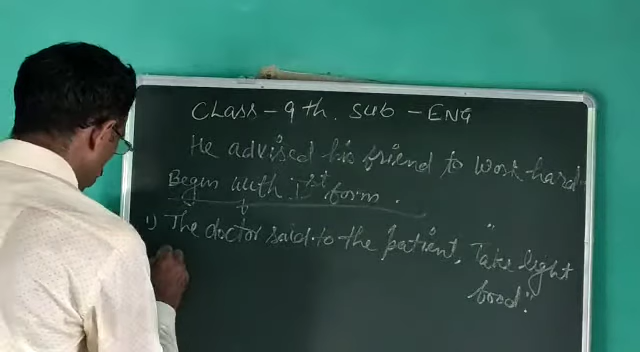 Class - 9th. Sub - ENG
He advised his friend to work hard.
Begin with Ist form.
1) The doctor said to the patient, "Take light
food."